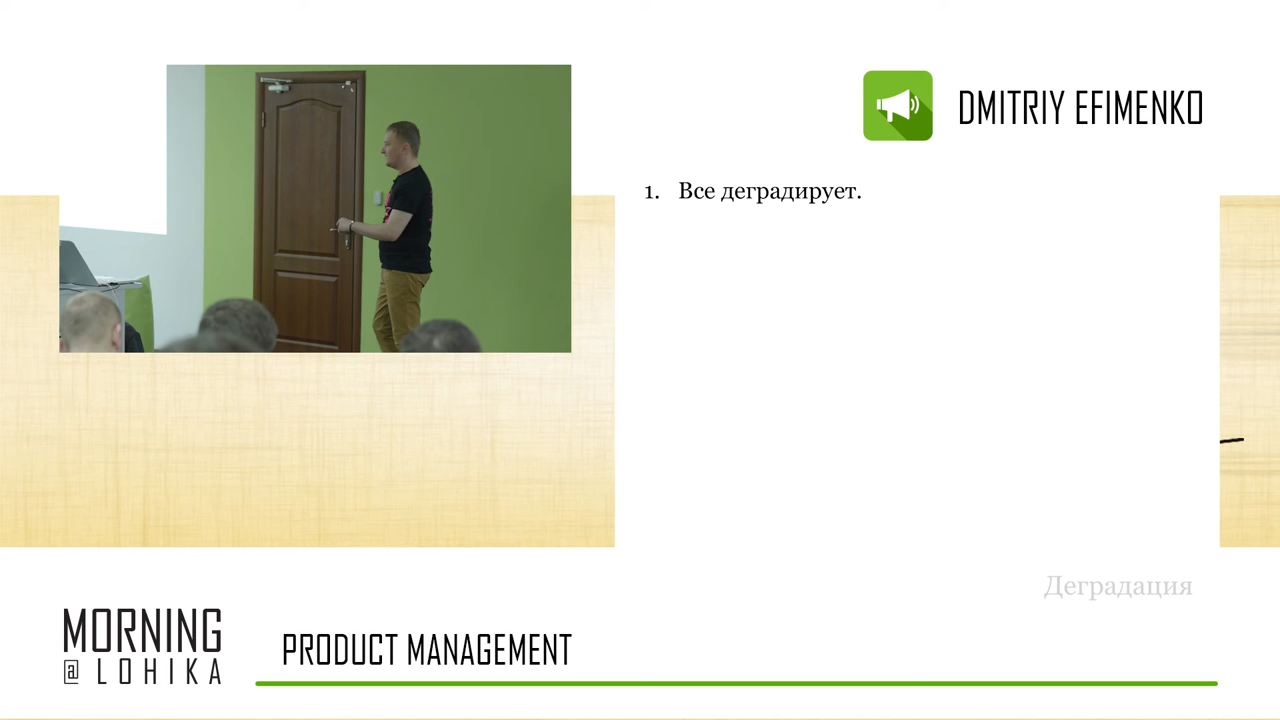 DMITRIY EFIMENKO
1. Все деградирует.
Деградация
MORNING
@ LOHIKA
PRODUCT MANAGEMENT